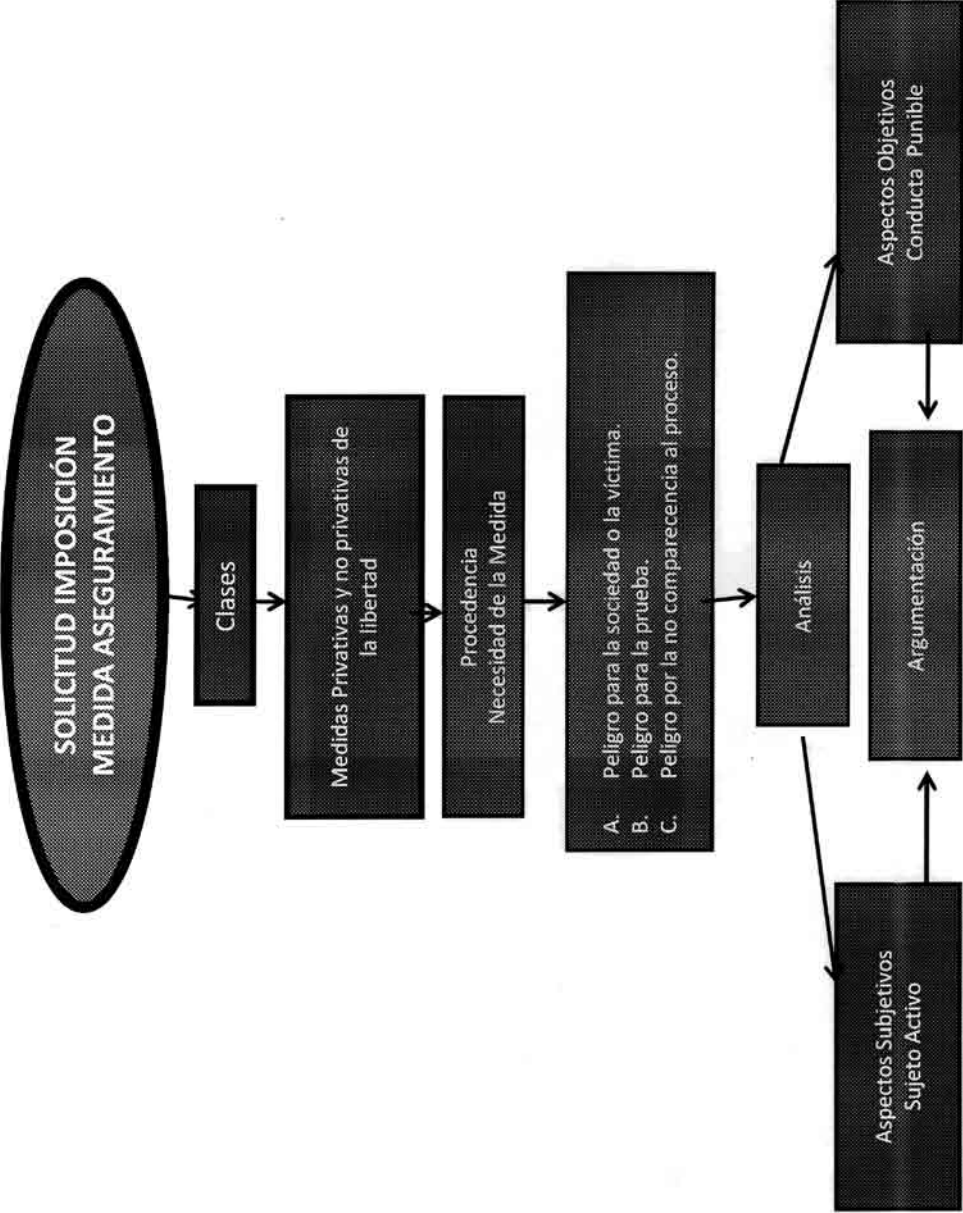 SOLICITUD IMPOSICIÓN
MEDIDA ASEGURAMIENTO
Clases
Medidas Privativas y no privativas de
la libertad
Procedencia
Necesidad de la Medida
A. Peligro para la sociedad o la víctima.
B. Peligro para la prueba.
C. Peligro por la no comparecencia al proceso.
Análisis
Aspectos Subjetivos
Sujeto Activo
Argumentación
Aspectos Objetivos
Conducta Punible